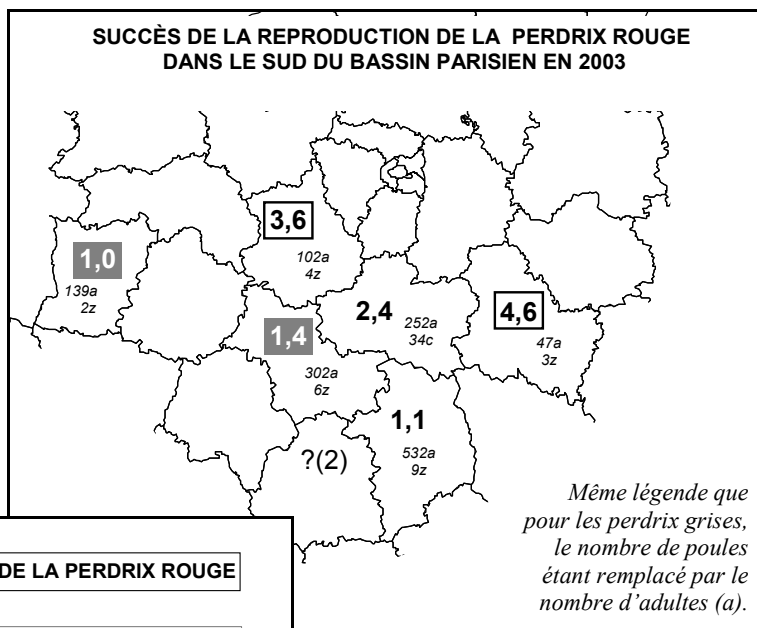 SUCCÈS DE LA REPRODUCTION DE LA PERDRIX ROUGE
DANS LE SUD DU BASSIN PARISIEN EN 2003
3,6
102a
4z
1,0
139a
2z
2,4
252a
34c
4,6
47a
3z
1,4
302a
6z
1,1
532a
9z
?(2)
Même légende que
pour les perdrix grises,
le nombre de poules
étant remplacé par le
nombre d'adultes (a).
DE LA PERDRIX ROUGE